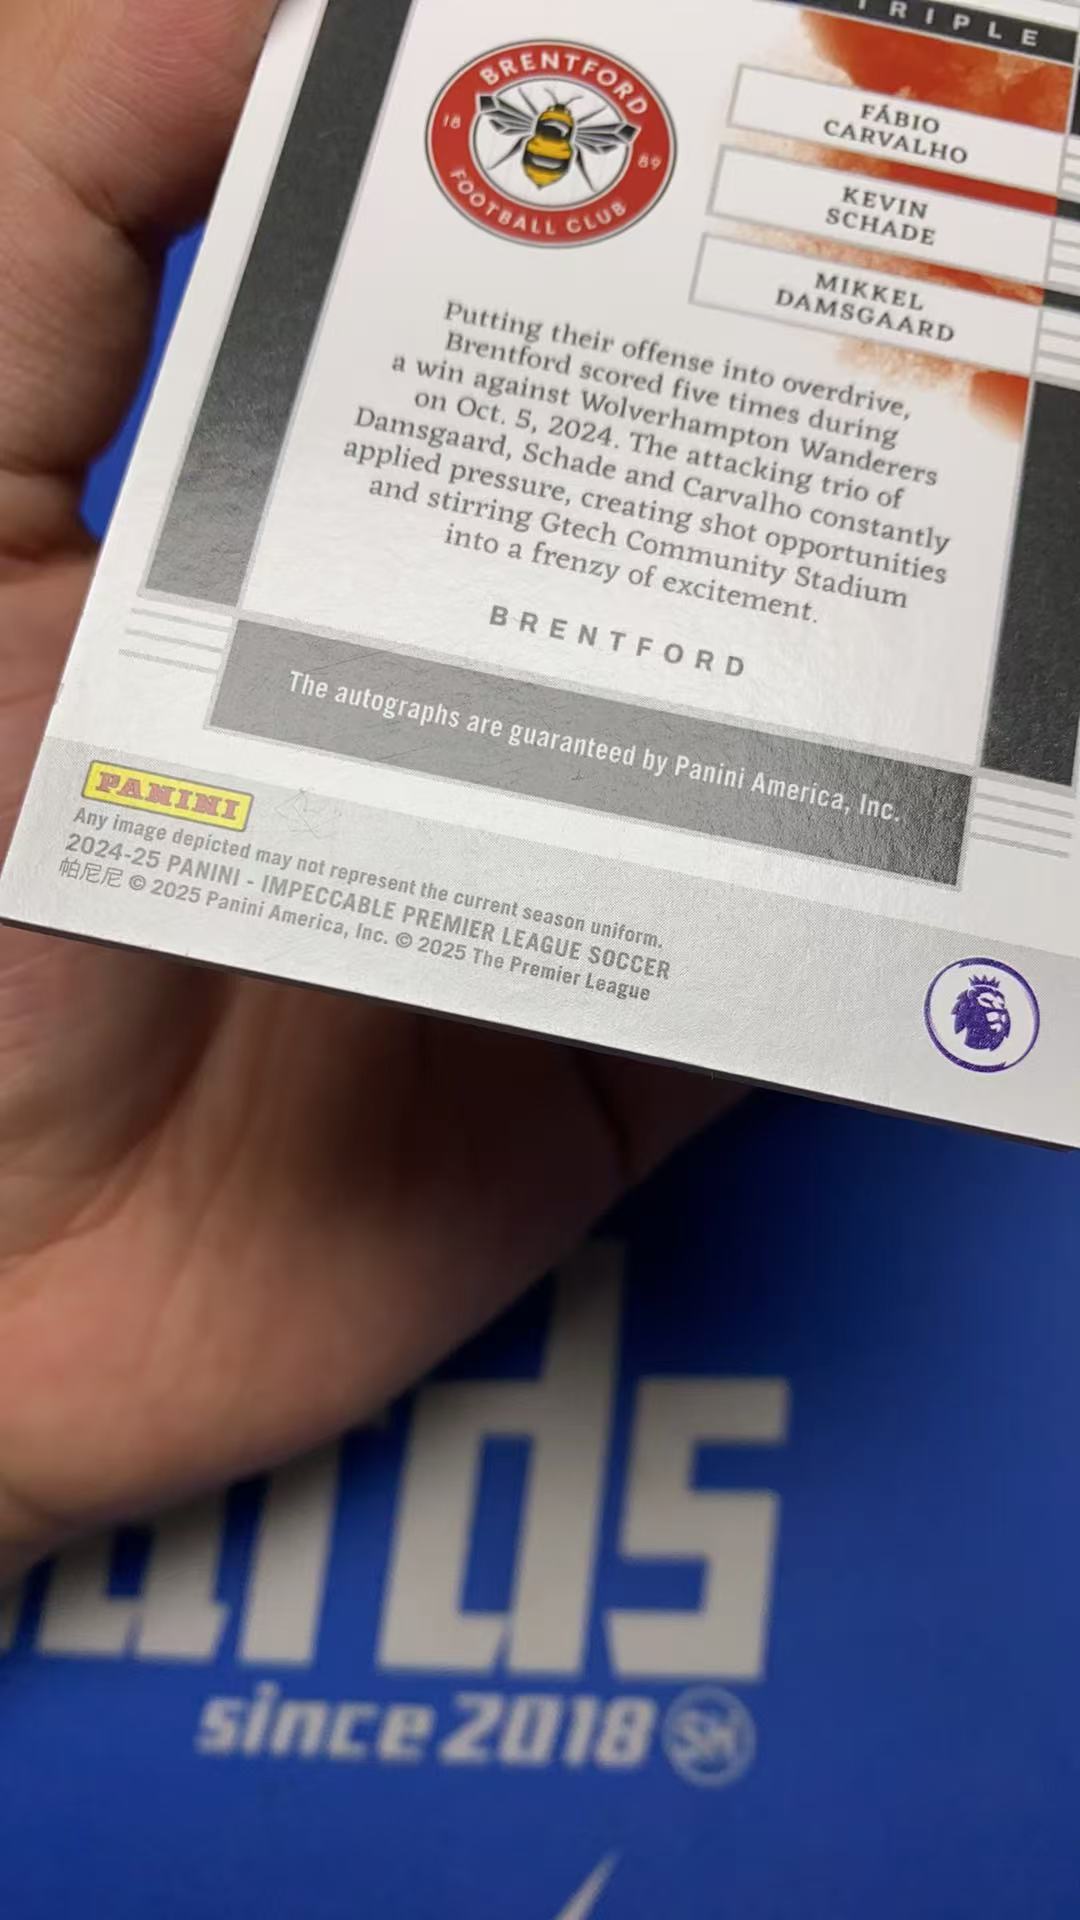 TRIPLE
BRENTFORD
18 89
FOOTBALL CLUB
FÁBIO
CARVALHO
KEVIN
SCHADE
MIKKEL
DAMSGAARD
Putting their offense into overdrive,
Brentford scored five times during
a win against Wolverhampton Wanderers
on Oct. 5, 2024. The attacking trio of
Damsgaard, Schade and Carvalho constantly
applied pressure, creating shot opportunities
and stirring Gtech Community Stadium
into a frenzy of excitement.
BRENTFORD
The autographs are guaranteed by Panini America, Inc.
PANINI
Any image depicted may not represent the current season uniform.
2024-25 PANINI - IMPECCABLE PREMIER LEAGUE SOCCER
帕尼尼 © 2025 Panini America, Inc. © 2025 The Premier League
ards
since 2018